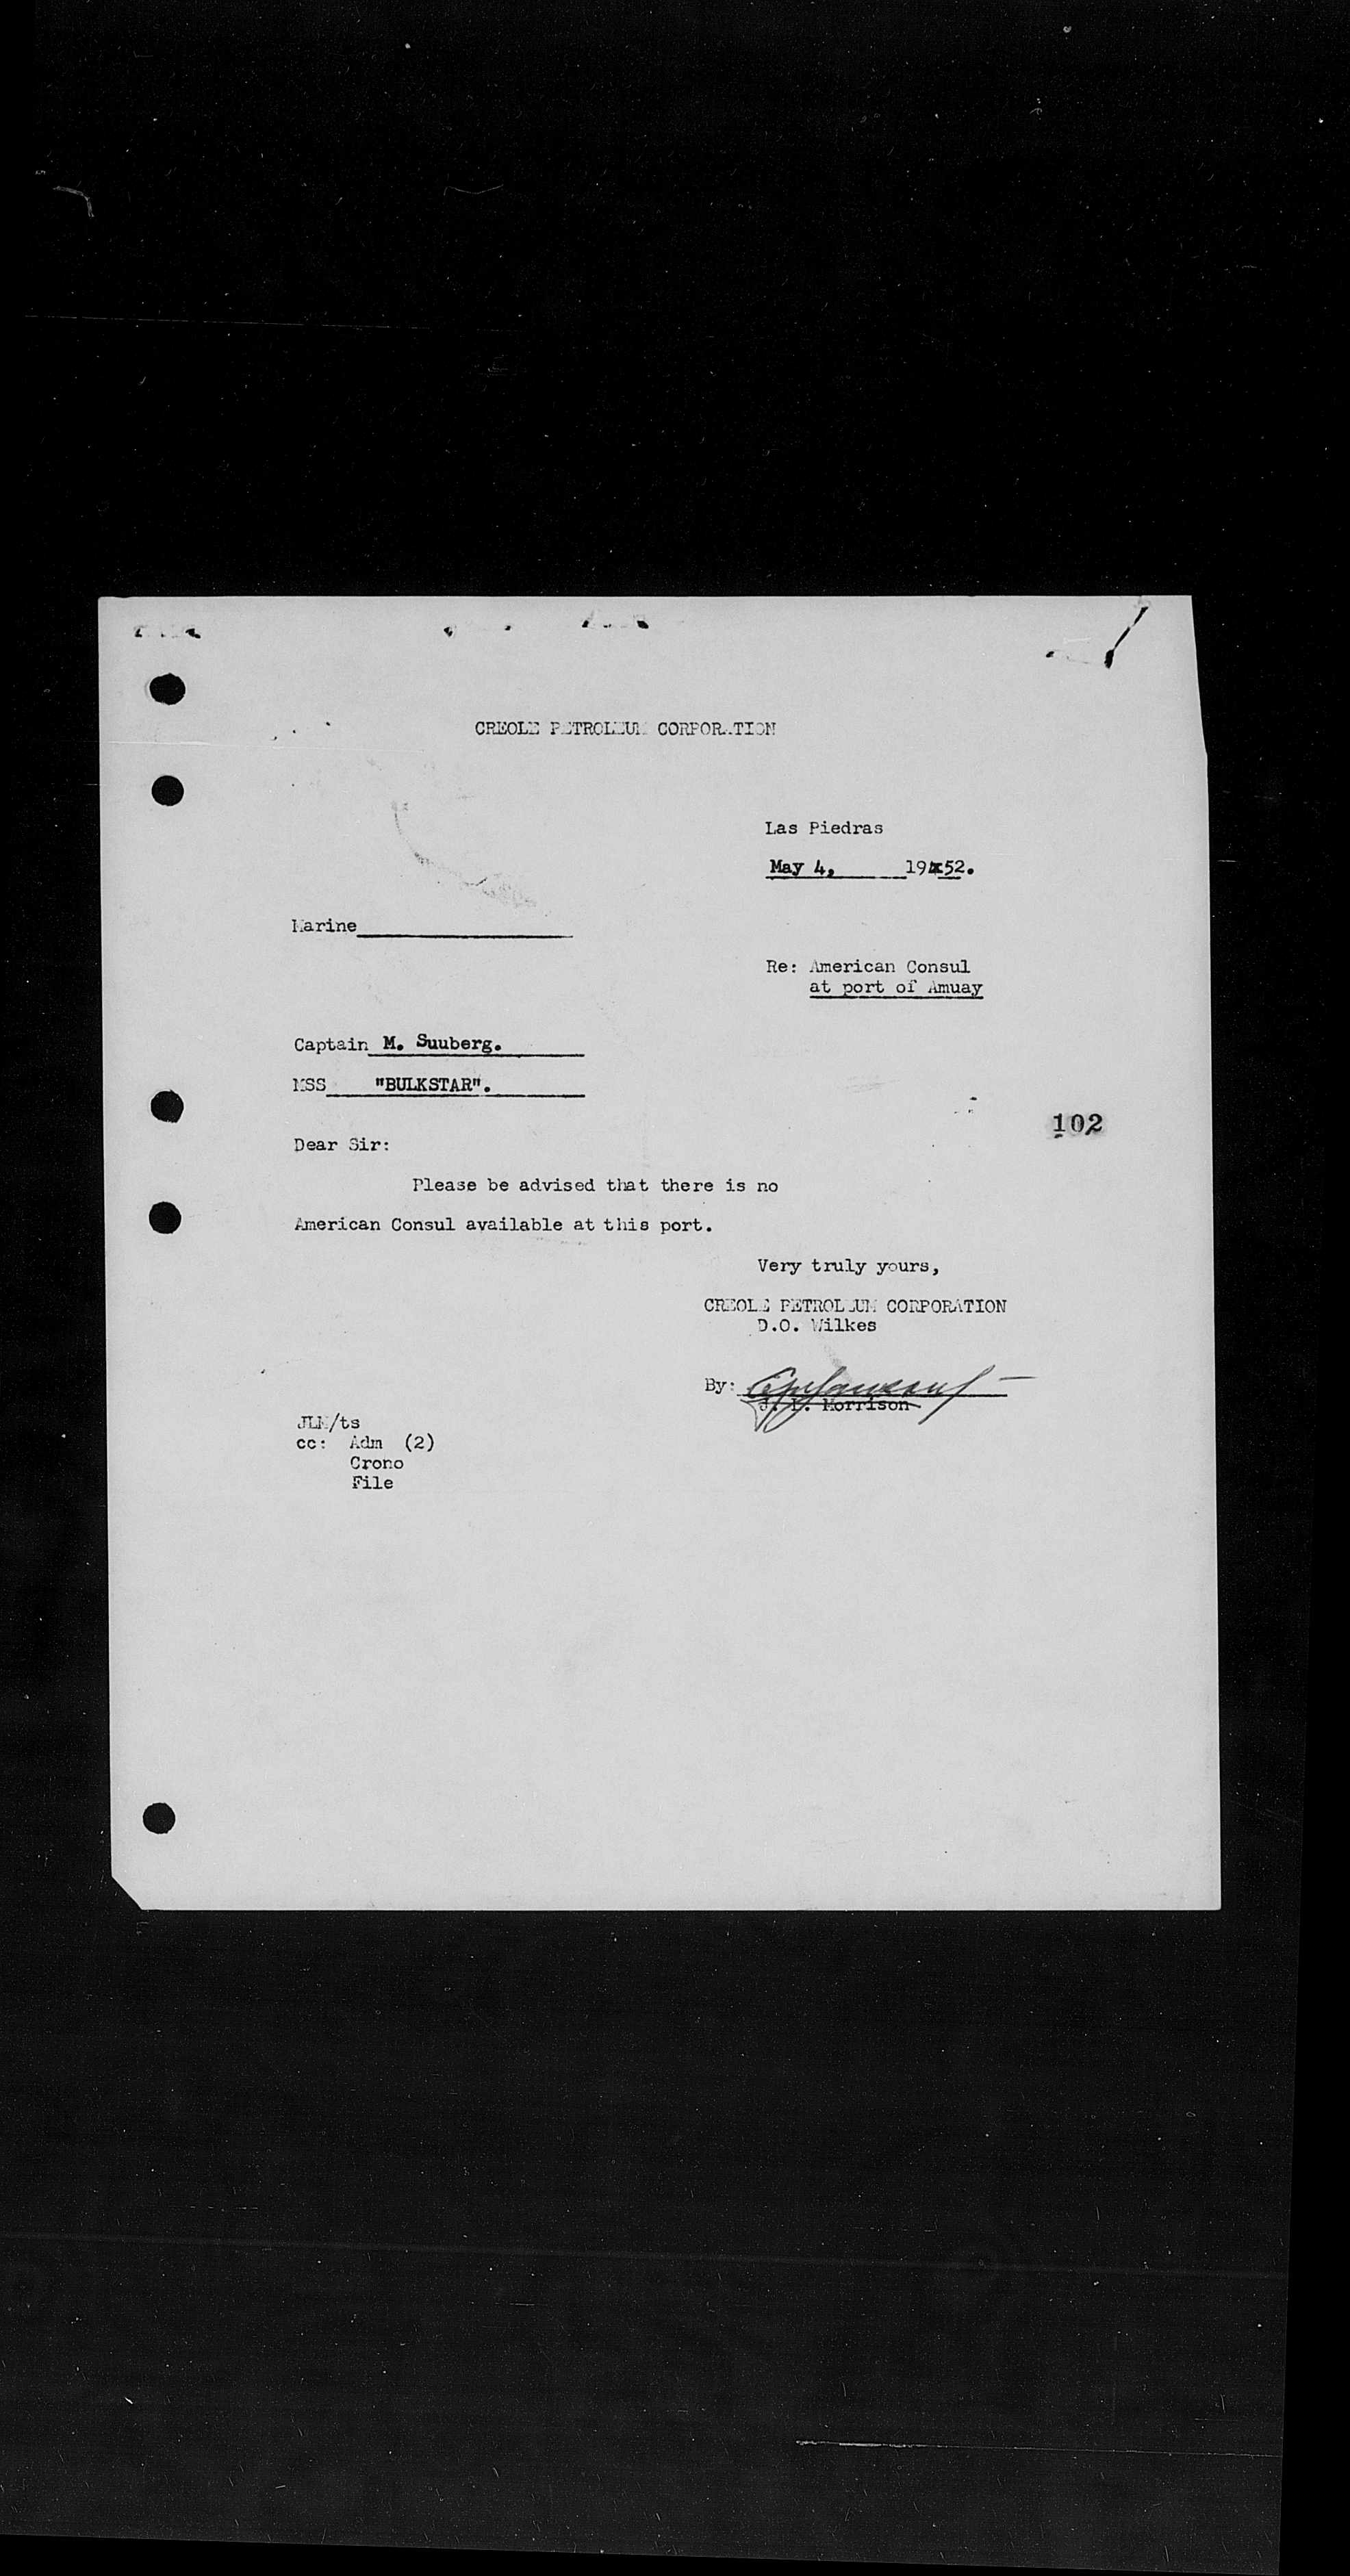 CREOLE PETROLEUM CORPORATION
Las Piedras
May 4, 1952.
Marine
Re: American Consul
at port of Amuay
Captain M. Suuberg.
MSS "BULKSTAR".
102
Dear Sir:
Please be advised that there is no
American Consul available at this port.
Very truly yours,
CREOLE PETROLEUM CORPORATION
D.O. Wilkes
By:
J. L. Morrison
JLM/ts
cc: Adm (2)
Crono
File